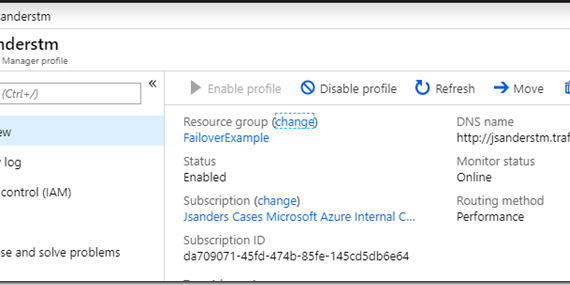 sanderstm
nderstm
Manager profile
(Ctrl+/)
«
Enable profile
Disable profile
Refresh
Move
ew
log
control (IAM)
se and solve problems
Resource group (change)
FailoverExample
Status
Enabled
Subscription (change)
Jsanders Cases Microsoft Azure Internal C...
Subscription ID
da709071-45fd-474b-85fe-145cd5db6e64
DNS name
http://jsanderstm.traf
Monitor status
Online
Routing method
Performance